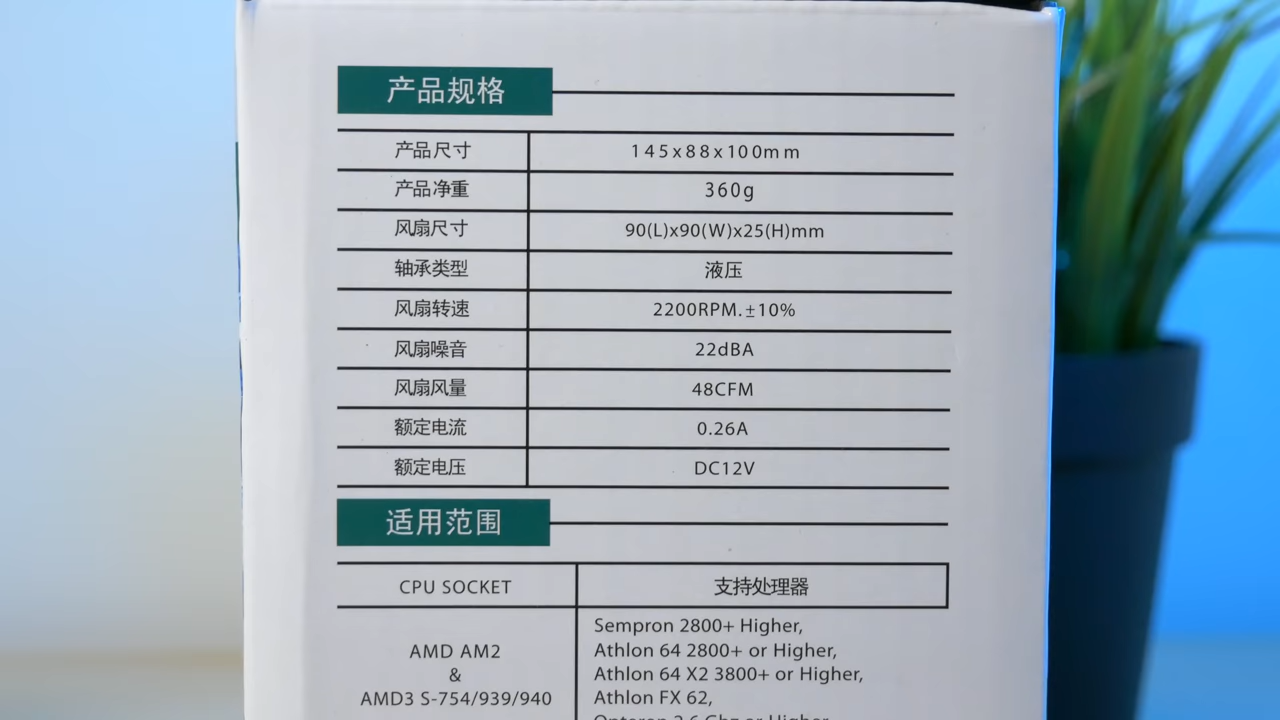 产品规格
产品尺寸 145x88x100mm
产品净重 360g
风扇尺寸 90(L)x90(W)x25(H)mm
轴承类型 液压
风扇转速 2200RPM.±10%
风扇噪音 22dBA
风扇风量 48CFM
额定电流 0.26A
额定电压 DC12V
适用范围
CPU SOCKET 支持处理器
AMD AM2
&
AMD3 S-754/939/940
Sempron 2800+ Higher,
Athlon 64 2800+ or Higher,
Athlon 64 X2 3800+ or Higher,
Athlon FX 62,